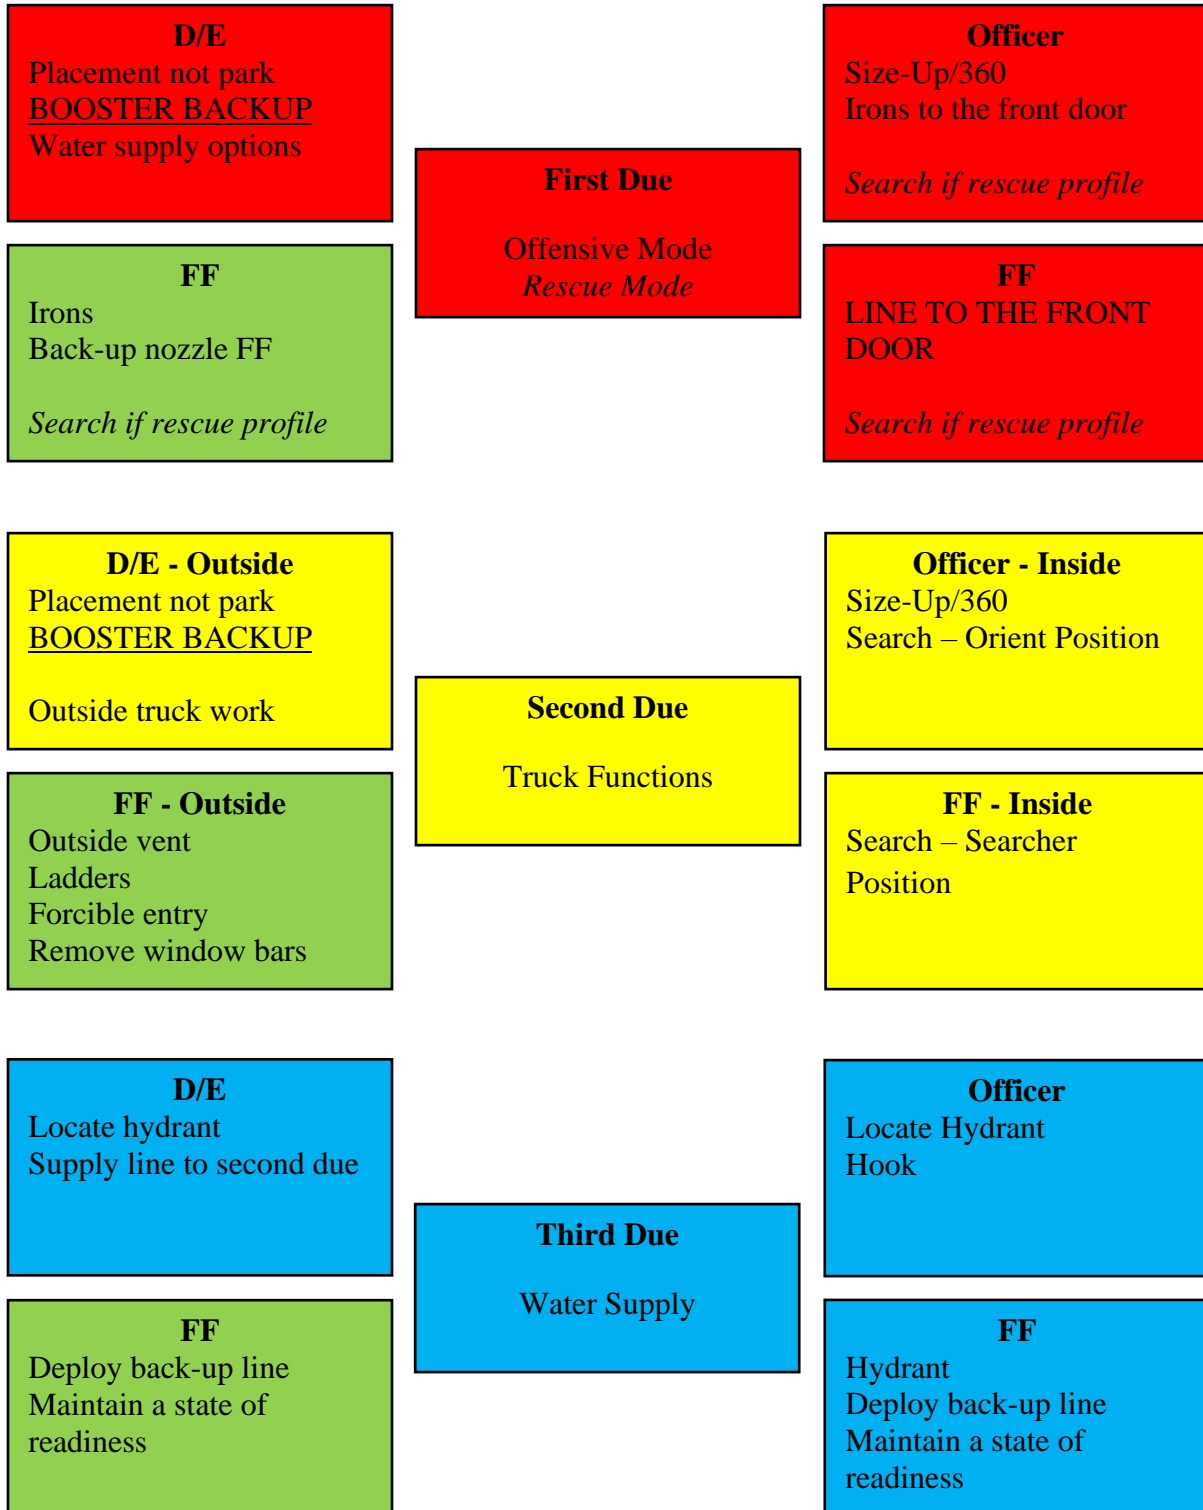 D/E
Placement not park
BOOSTER BACKUP
Water supply options
Officer
Size-Up/360
Irons to the front door
Search if rescue profile
First Due
Offensive Mode
Rescue Mode
FF
Irons
Back-up nozzle FF
Search if rescue profile
FF
LINE TO THE FRONT
DOOR
Search if rescue profile
D/E - Outside
Placement not park
BOOSTER BACKUP
Outside truck work
Officer - Inside
Size-Up/360
Search – Orient Position
Second Due
Truck Functions
FF - Outside
Outside vent
Ladders
Forcible entry
Remove window bars
FF - Inside
Search – Searcher
Position
D/E
Locate hydrant
Supply line to second due
Officer
Locate Hydrant
Hook
Third Due
Water Supply
FF
Deploy back-up line
Maintain a state of
readiness
FF
Hydrant
Deploy back-up line
Maintain a state of
readiness